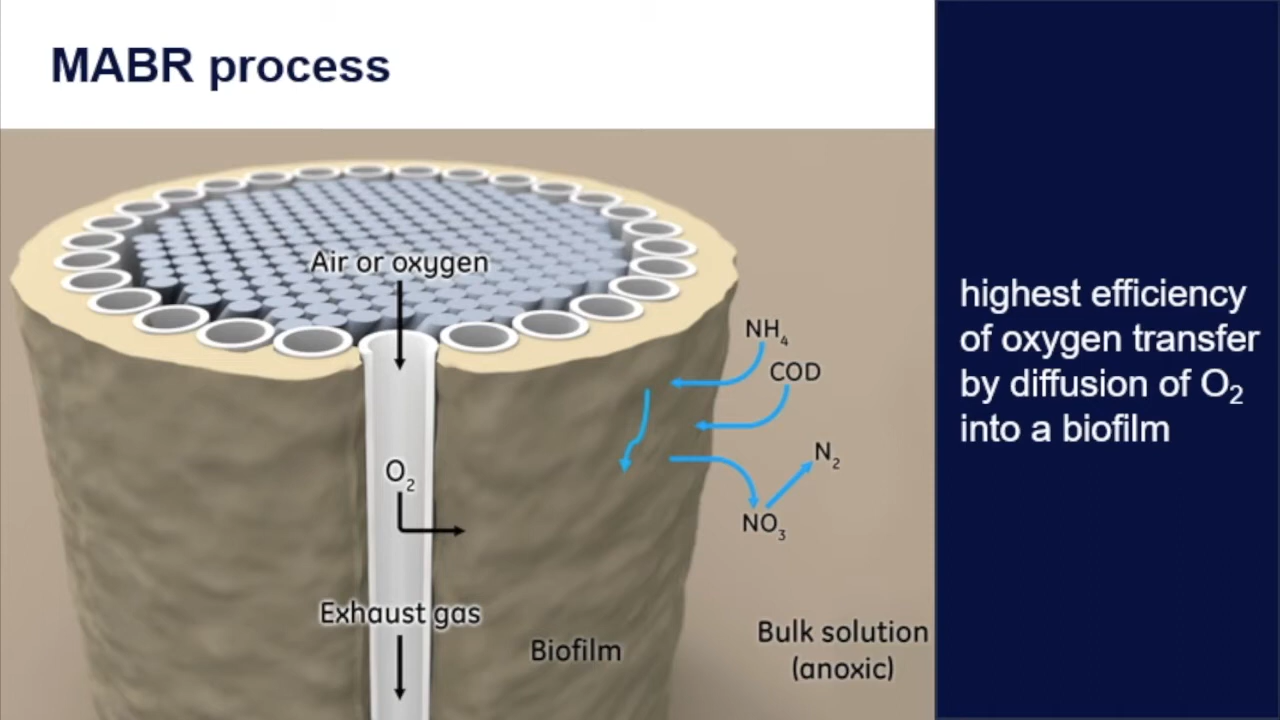 MABR process
Air or oxygen
NH₄
COD
N₂
O₂
NO₃
Exhaust gas
Biofilm
Bulk solution
(anoxic)
highest efficiency
of oxygen transfer
by diffusion of O₂
into a biofilm